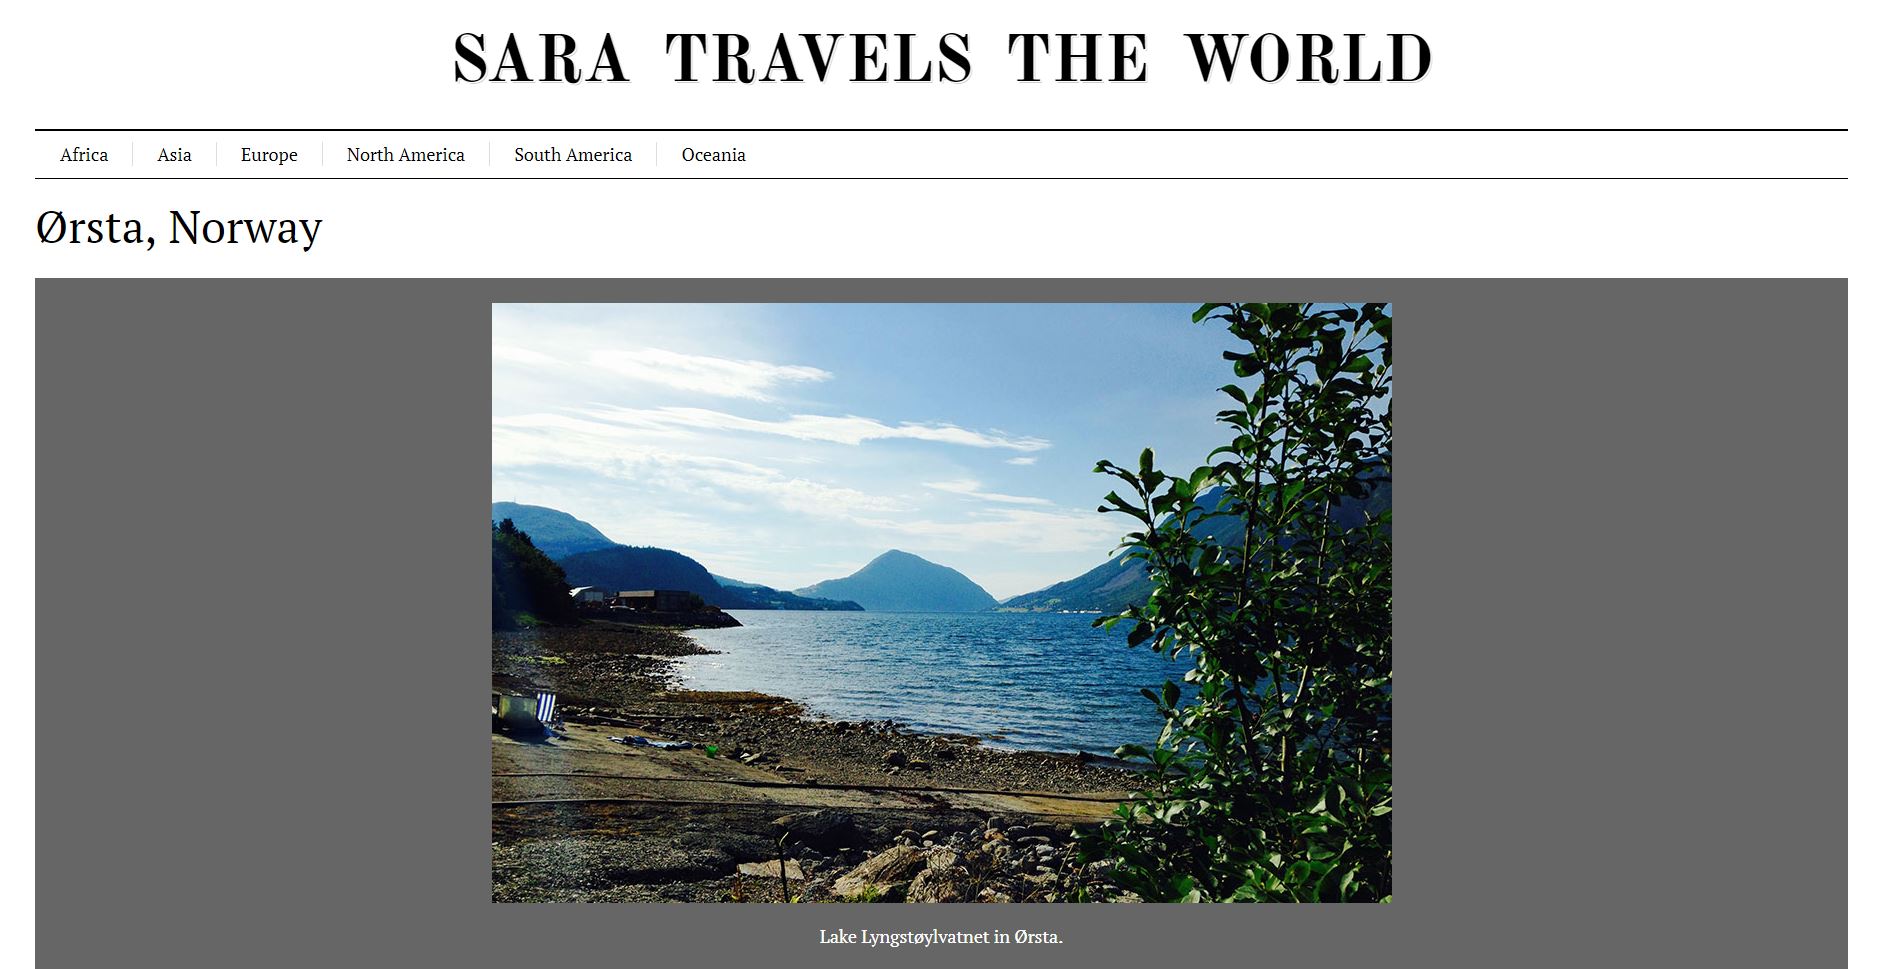 SARA TRAVELS THE WORLD
Africa Asia Europe North America South America Oceania
Ørsta, Norway
Lake Lyngstøylvatnet in Ørsta.